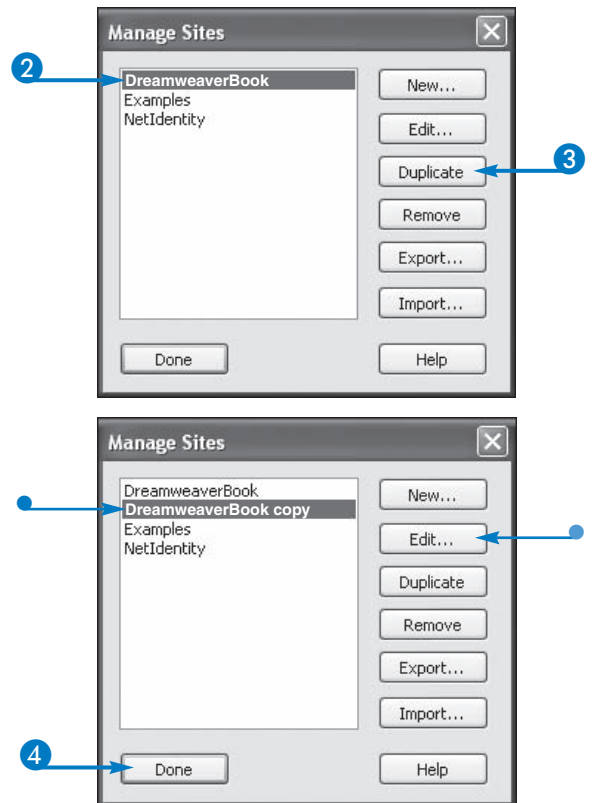 Manage Sites
2
DreamweaverBook
Examples
NetIdentity
New...
Edit...
3
Duplicate
Remove
Export...
Import...
Done
Help
Manage Sites
DreamweaverBook
DreamweaverBook copy
Examples
NetIdentity
New...
Edit...
Duplicate
Remove
Export...
Import...
4
Done
Help